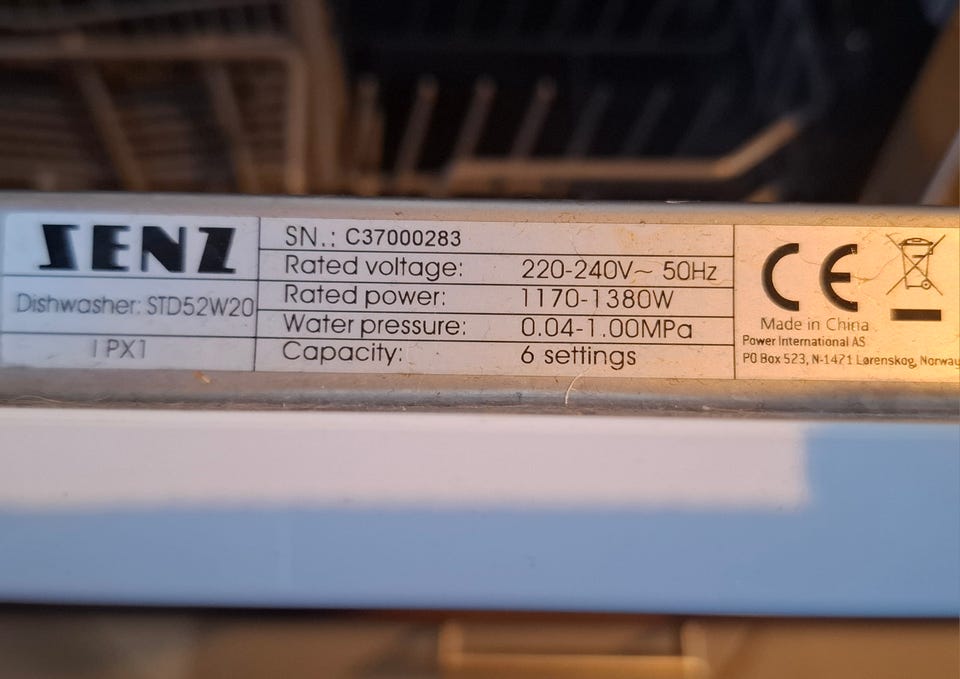 SENZ
Dishwasher: STD52W20
IPX1
SN.: C37000283
Rated voltage: 220-240V~ 50Hz
Rated power: 1170-1380W
Water pressure: 0.04-1.00MPa
Capacity: 6 settings
CE
Made in China
Power International AS
PO Box 523, N-1471 Lørenskog, Norway